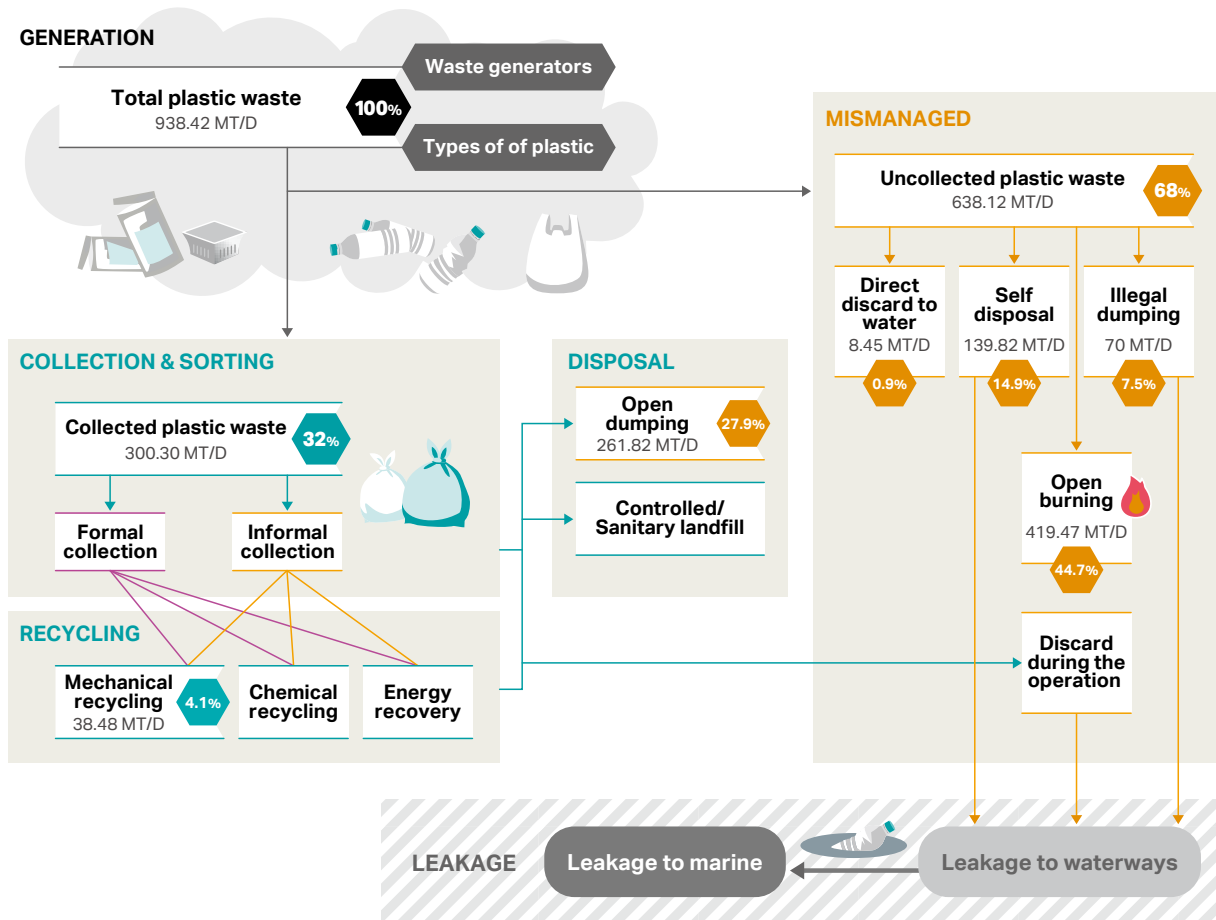 GENERATION
Waste generators
Total plastic waste
938.42 MT/D
100%
Types of of plastic
MISMANAGED
Uncollected plastic waste
638.12 MT/D
68%
Direct
discard to
water
8.45 MT/D
0.9%
Self
disposal
139.82 MT/D
14.9%
Illegal
dumping
70 MT/D
7.5%
Open
burning
419.47 MT/D
44.7%
Discard
during the
operation
COLLECTION & SORTING
Collected plastic waste
300.30 MT/D
32%
Formal
collection
Informal
collection
DISPOSAL
Open
dumping
261.82 MT/D
27.9%
Controlled/
Sanitary landfill
RECYCLING
Mechanical
recycling
38.48 MT/D
4.1%
Chemical
recycling
Energy
recovery
LEAKAGE
Leakage to marine
Leakage to waterways